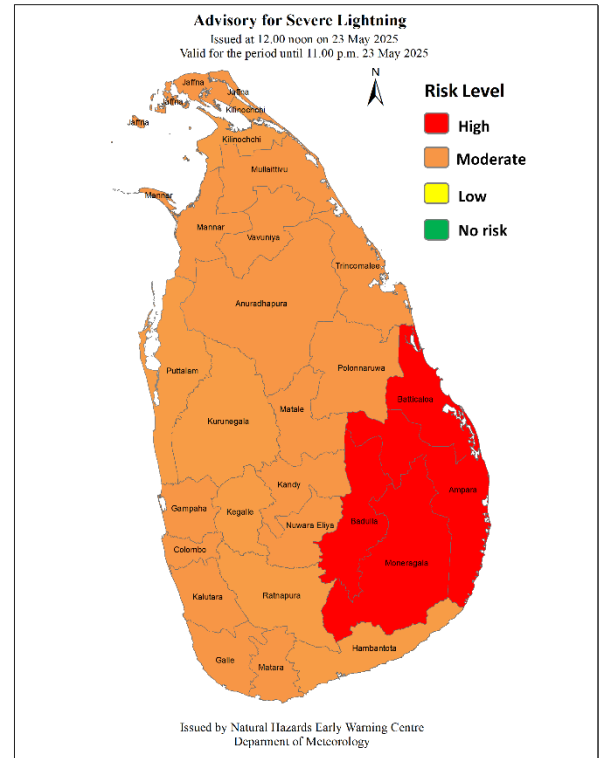 Advisory for Severe Lightning
Issued at 12.00 noon on 23 May 2025
Valid for the period until 11.00 p.m. 23 May 2025
N
Risk Level
High
Moderate
Low
No risk
Jaffna
Jaffna
Jaffna
Jaffna
Kilinochchi
Kilinochchi
Mullaittivu
Mannar
Mannar
Vavuniya
Trincomalee
Anuradhapura
Puttalam
Polonnaruwa
Batticaloa
Matale
Kurunegala
Kandy
Ampara
Gampaha
Kegalle
Nuwara Eliya
Badulla
Colombo
Moneragala
Kalutara
Ratnapura
Hambantota
Galle
Matara
Issued by Natural Hazards Early Warning Centre
Department of Meteorology